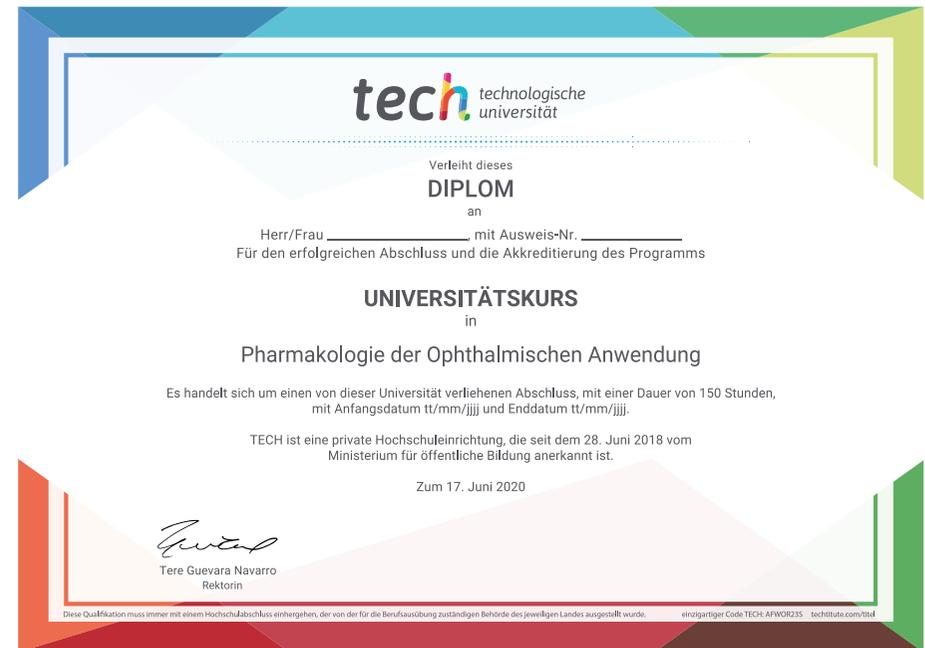 tech technologische
universität
Verleiht dieses
DIPLOM
an
Herr/Frau ____________, mit Ausweis-Nr. ____________
Für den erfolgreichen Abschluss und die Akkreditierung des Programms
UNIVERSITÄTSKURS
in
Pharmakologie der Ophthalmischen Anwendung
Es handelt sich um einen von dieser Universität verliehenen Abschluss, mit einer Dauer von 150 Stunden,
mit Anfangsdatum tt/mm/jjjj und Enddatum tt/mm/jjjj.
TECH ist eine private Hochschuleinrichtung, die seit dem 28. Juni 2018 vom
Ministerium für öffentliche Bildung anerkannt ist.
Zum 17. Juni 2020
Tere Guevara Navarro
Rektorin
Diese Qualifikation muss immer mit einem Hochschulabschluss einhergehen, der von der für die Berufsausübung zuständigen Behörde des jeweiligen Landes ausgestellt wurde. einzigartiger Code TECH: AFWOR23S techtitute.com/titel